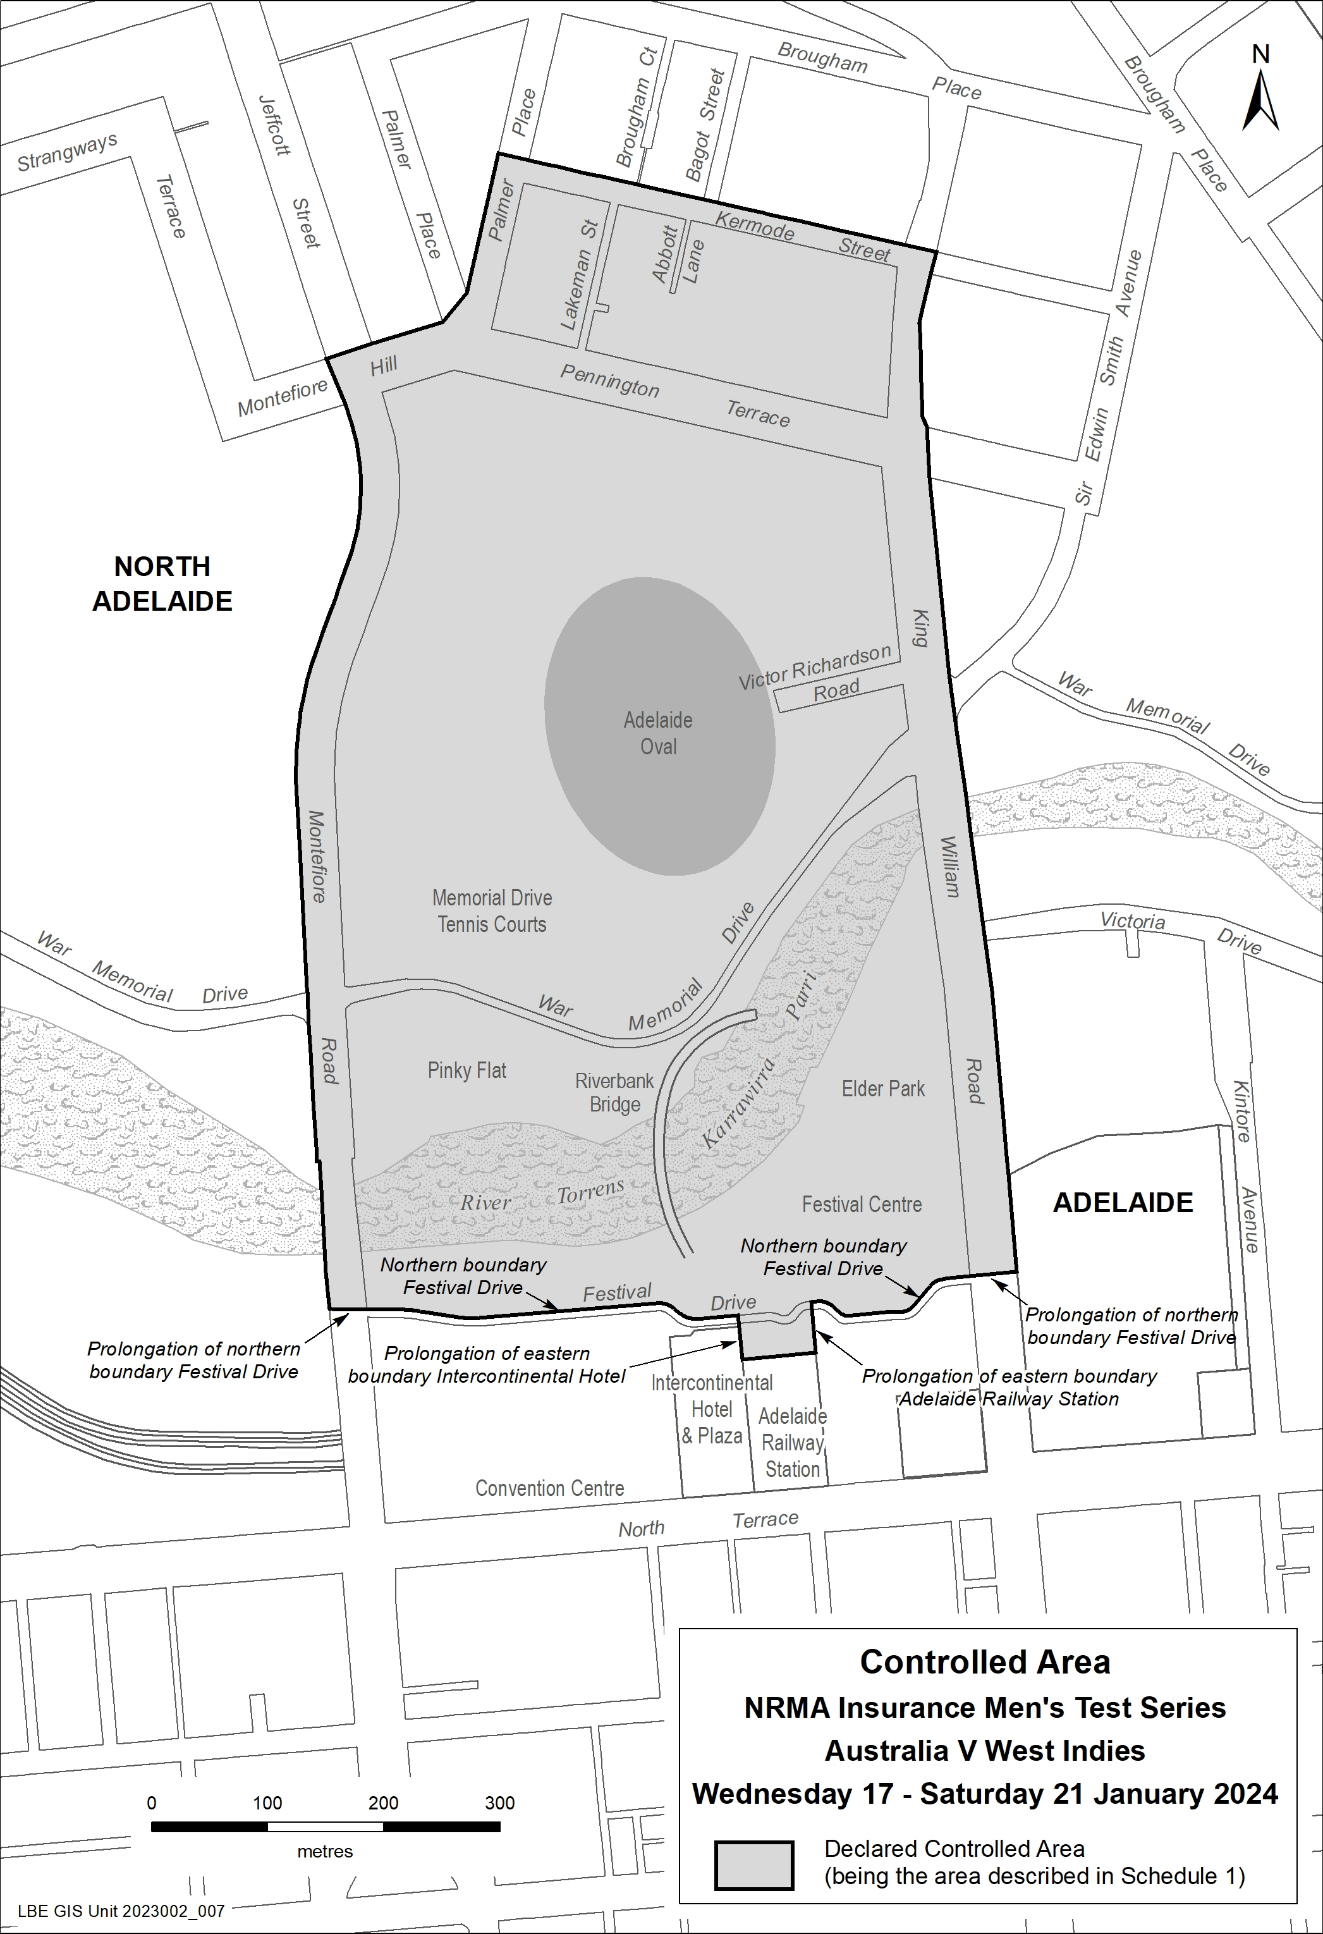 N
Brougham
Place
Brougham
Place
Brougham Ct
Bagot Street
Place
Palmer
Jeffcott
Street
Palmer
Place
Strangways
Terrace
Montefiore
Hill
Lakeman St
Abbott
Lane
Kermode
Street
Pennington
Terrace
Sir Edwin Smith Avenue
NORTH
ADELAIDE
King
Victor Richardson
Road
Adelaide
Oval
War Memorial Drive
Montefiore
William
Memorial Drive
Tennis Courts
Victoria
Drive
War Memorial Drive
War Memorial Drive
Road
Pinky Flat
Riverbank
Bridge
Karrawirra Parri
Elder Park
Road
Kintore
Avenue
River Torrens
Festival Centre
ADELAIDE
Northern boundary
Festival Drive
Northern boundary
Festival Drive
Festival
Drive
Prolongation of northern
boundary Festival Drive
Prolongation of northern
boundary Festival Drive
Prolongation of eastern
boundary Intercontinental Hotel
Prolongation of eastern boundary
Adelaide Railway Station
Intercontinental
Hotel
& Plaza
Adelaide
Railway
Station
Convention Centre
North Terrace
Controlled Area
NRMA Insurance Men's Test Series
Australia V West Indies
Wednesday 17 - Saturday 21 January 2024
Declared Controlled Area
(being the area described in Schedule 1)
0 100 200 300
metres
LBE GIS Unit 2023002_007